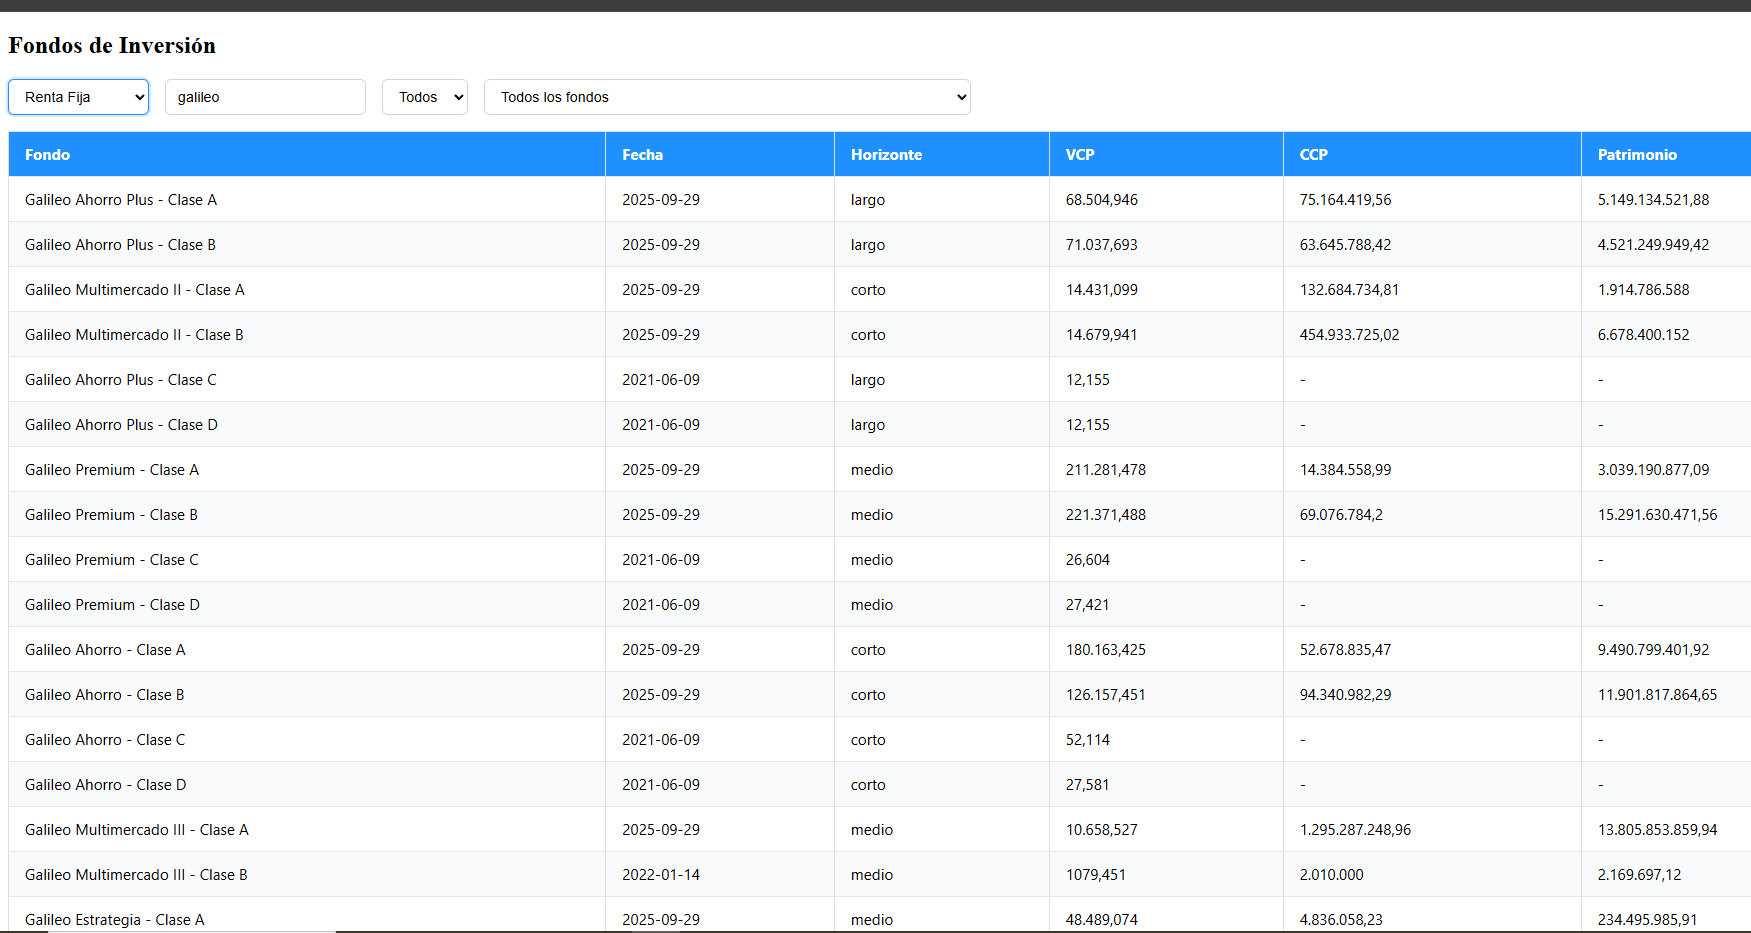 Fondos de Inversión
Renta Fija galileo Todos Todos los fondos
Fondo Fecha Horizonte VCP CCP Patrimonio
Galileo Ahorro Plus - Clase A 2025-09-29 largo 68.504,946 75.164.419,56 5.149.134.521,88
Galileo Ahorro Plus - Clase B 2025-09-29 largo 71.037,693 63.645.788,42 4.521.249.949,42
Galileo Multimercado II - Clase A 2025-09-29 corto 14.431,099 132.684.734,81 1.914.786.588
Galileo Multimercado II - Clase B 2025-09-29 corto 14.679,941 454.933.725,02 6.678.400.152
Galileo Ahorro Plus - Clase C 2021-06-09 largo 12,155 - -
Galileo Ahorro Plus - Clase D 2021-06-09 largo 12,155 - -
Galileo Premium - Clase A 2025-09-29 medio 211.281,478 14.384.558,99 3.039.190.877,09
Galileo Premium - Clase B 2025-09-29 medio 221.371,488 69.076.784,2 15.291.630.471,56
Galileo Premium - Clase C 2021-06-09 medio 26,604 - -
Galileo Premium - Clase D 2021-06-09 medio 27,421 - -
Galileo Ahorro - Clase A 2025-09-29 corto 180.163,425 52.678.835,47 9.490.799.401,92
Galileo Ahorro - Clase B 2025-09-29 corto 126.157,451 94.340.982,29 11.901.817.864,65
Galileo Ahorro - Clase C 2021-06-09 corto 52,114 - -
Galileo Ahorro - Clase D 2021-06-09 corto 27,581 - -
Galileo Multimercado III - Clase A 2025-09-29 medio 10.658,527 1.295.287.248,96 13.805.853.859,94
Galileo Multimercado III - Clase B 2022-01-14 medio 1079,451 2.010.000 2.169.697,12
Galileo Estrategia - Clase A 2025-09-29 medio 48.489,074 4.836.058,23 234.495.985,91